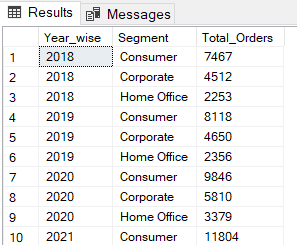 Results Messages
Year_wise Segment Total_Orders
1 2018 Consumer 7467
2 2018 Corporate 4512
3 2018 Home Office 2253
4 2019 Consumer 8118
5 2019 Corporate 4650
6 2019 Home Office 2356
7 2020 Consumer 9846
8 2020 Corporate 5810
9 2020 Home Office 3379
10 2021 Consumer 11804